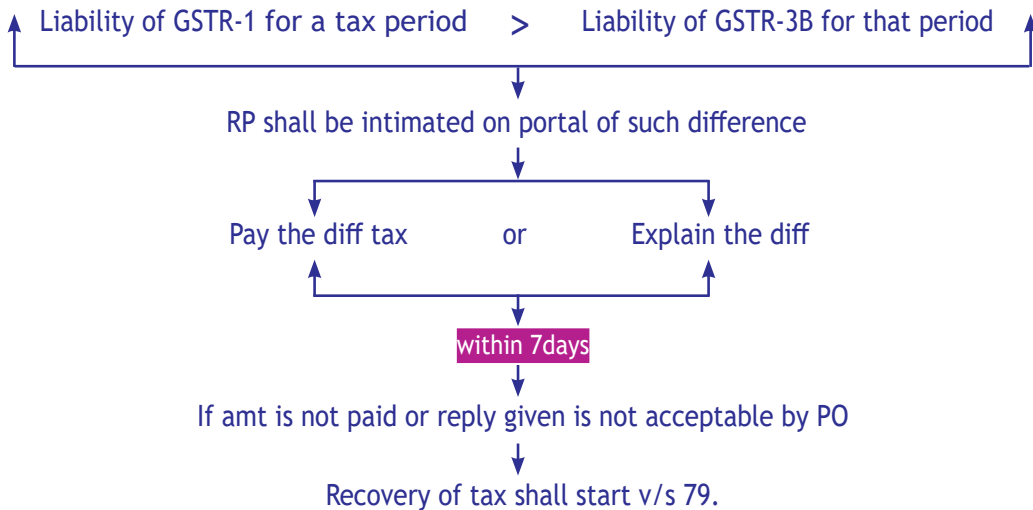 Liability of GSTR-1 for a tax period > Liability of GSTR-3B for that period
RP shall be intimated on portal of such difference
Pay the diff tax or Explain the diff
within 7days
If amt is not paid or reply given is not acceptable by PO
Recovery of tax shall start v/s 79.